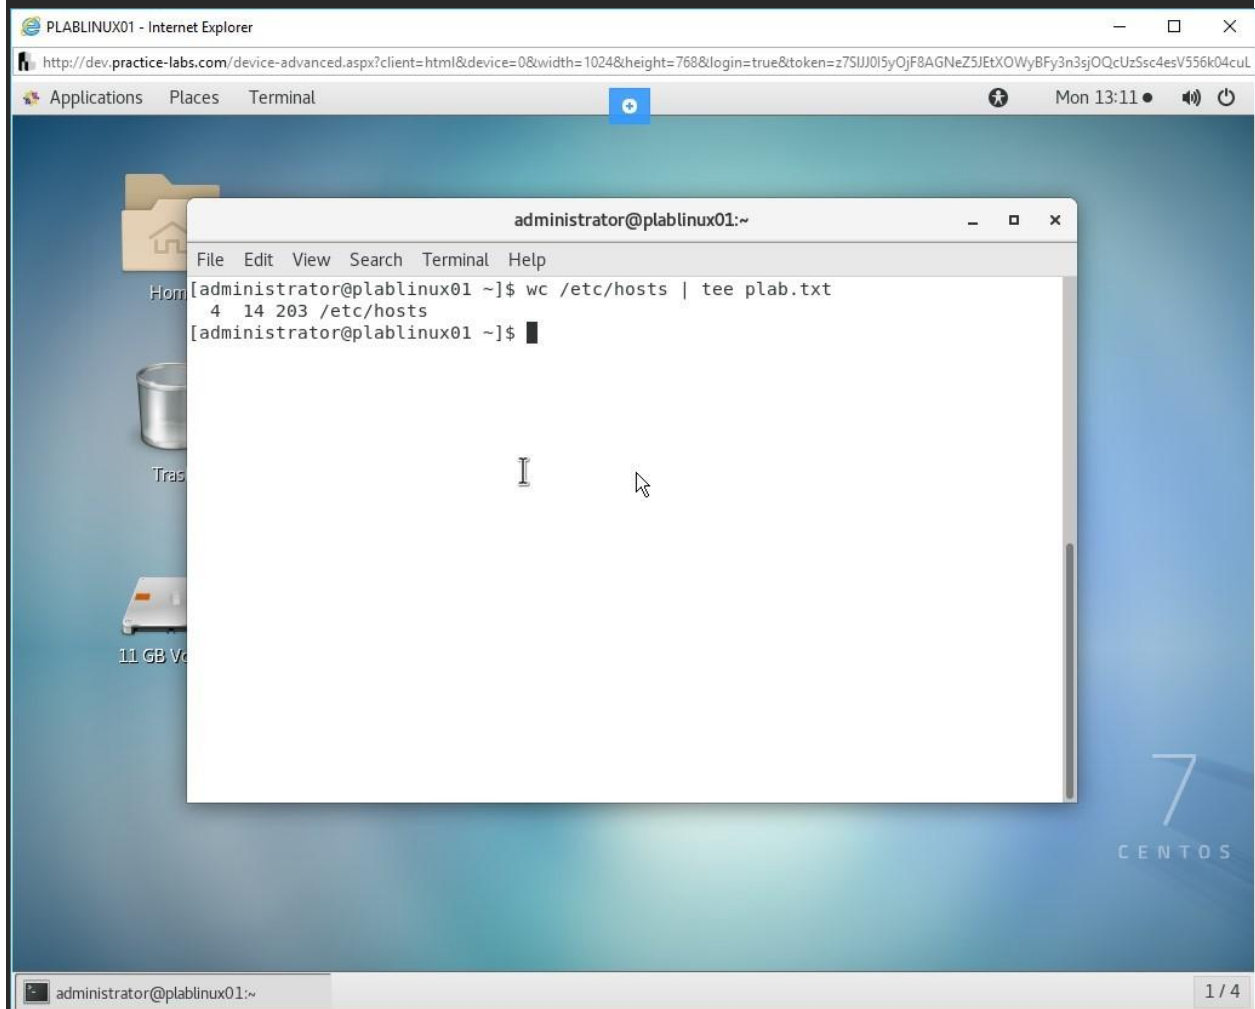 PLABLINUX01 - Internet Explorer
http://dev.practice-labs.com/device-advanced.aspx?client=html&device=0&width=1024&height=768&login=true&token=
Applications Places Terminal Mon 13:11
administrator@plablinux01:~
File Edit View Search Terminal Help
[administrator@plablinux01 ~]$ wc /etc/hosts | tee plab.txt
4 14 203 /etc/hosts
[administrator@plablinux01 ~]$
Hom
Tras
11 GB Vo
7
CENTOS
administrator@plablinux01:~
1 / 4